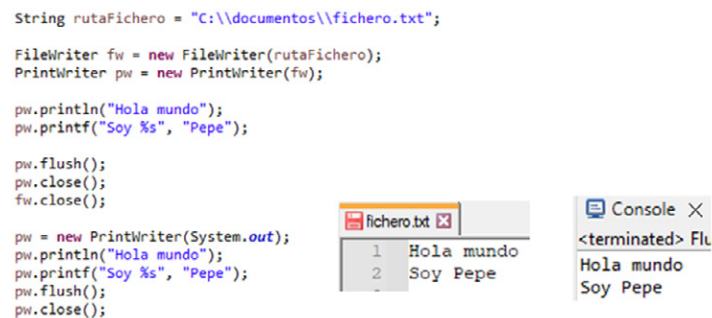 String rutaFichero = "C:\\documentos\\fichero.txt";
FileWriter fw = new FileWriter(rutaFichero);
PrintWriter pw = new PrintWriter(fw);
pw.println("Hola mundo");
pw.printf("Soy %s", "Pepe");
pw.flush();
pw.close();
fw.close();
pw = new PrintWriter(System.out);
pw.println("Hola mundo");
pw.printf("Soy %s", "Pepe");
pw.flush();
pw.close();
fichero.txt
1 Hola mundo
2 Soy Pepe
Console
<terminated> Flu
Hola mundo
Soy Pepe